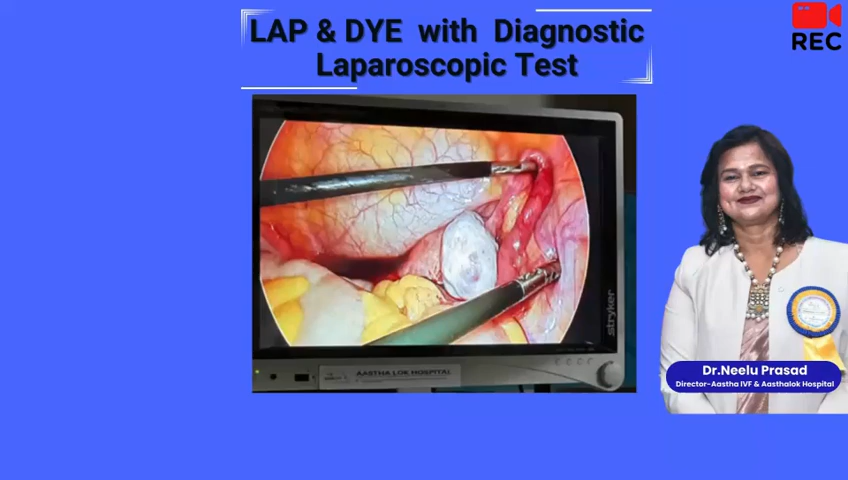 LAP & DYE with Diagnostic
Laparoscopic Test
REC
stryker
AASTHA LOK HOSPITAL
Dr.Neelu Prasad
Director-Aastha IVF & Aasthalok Hospital